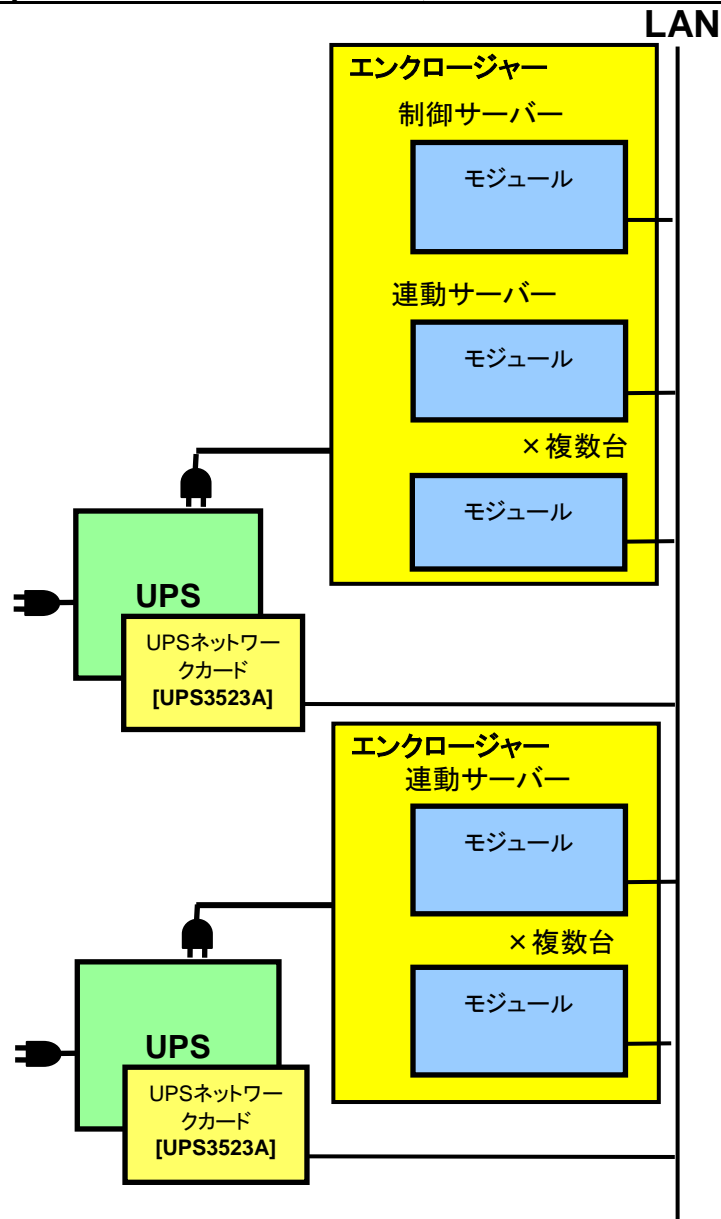 LAN
エンクロージャー
制御サーバー
モジュール
連動サーバー
モジュール
×複数台
モジュール
UPS
UPSネットワー
クカード
[UPS3523A]
エンクロージャー
連動サーバー
モジュール
×複数台
モジュール
UPS
UPSネットワー
クカード
[UPS3523A]